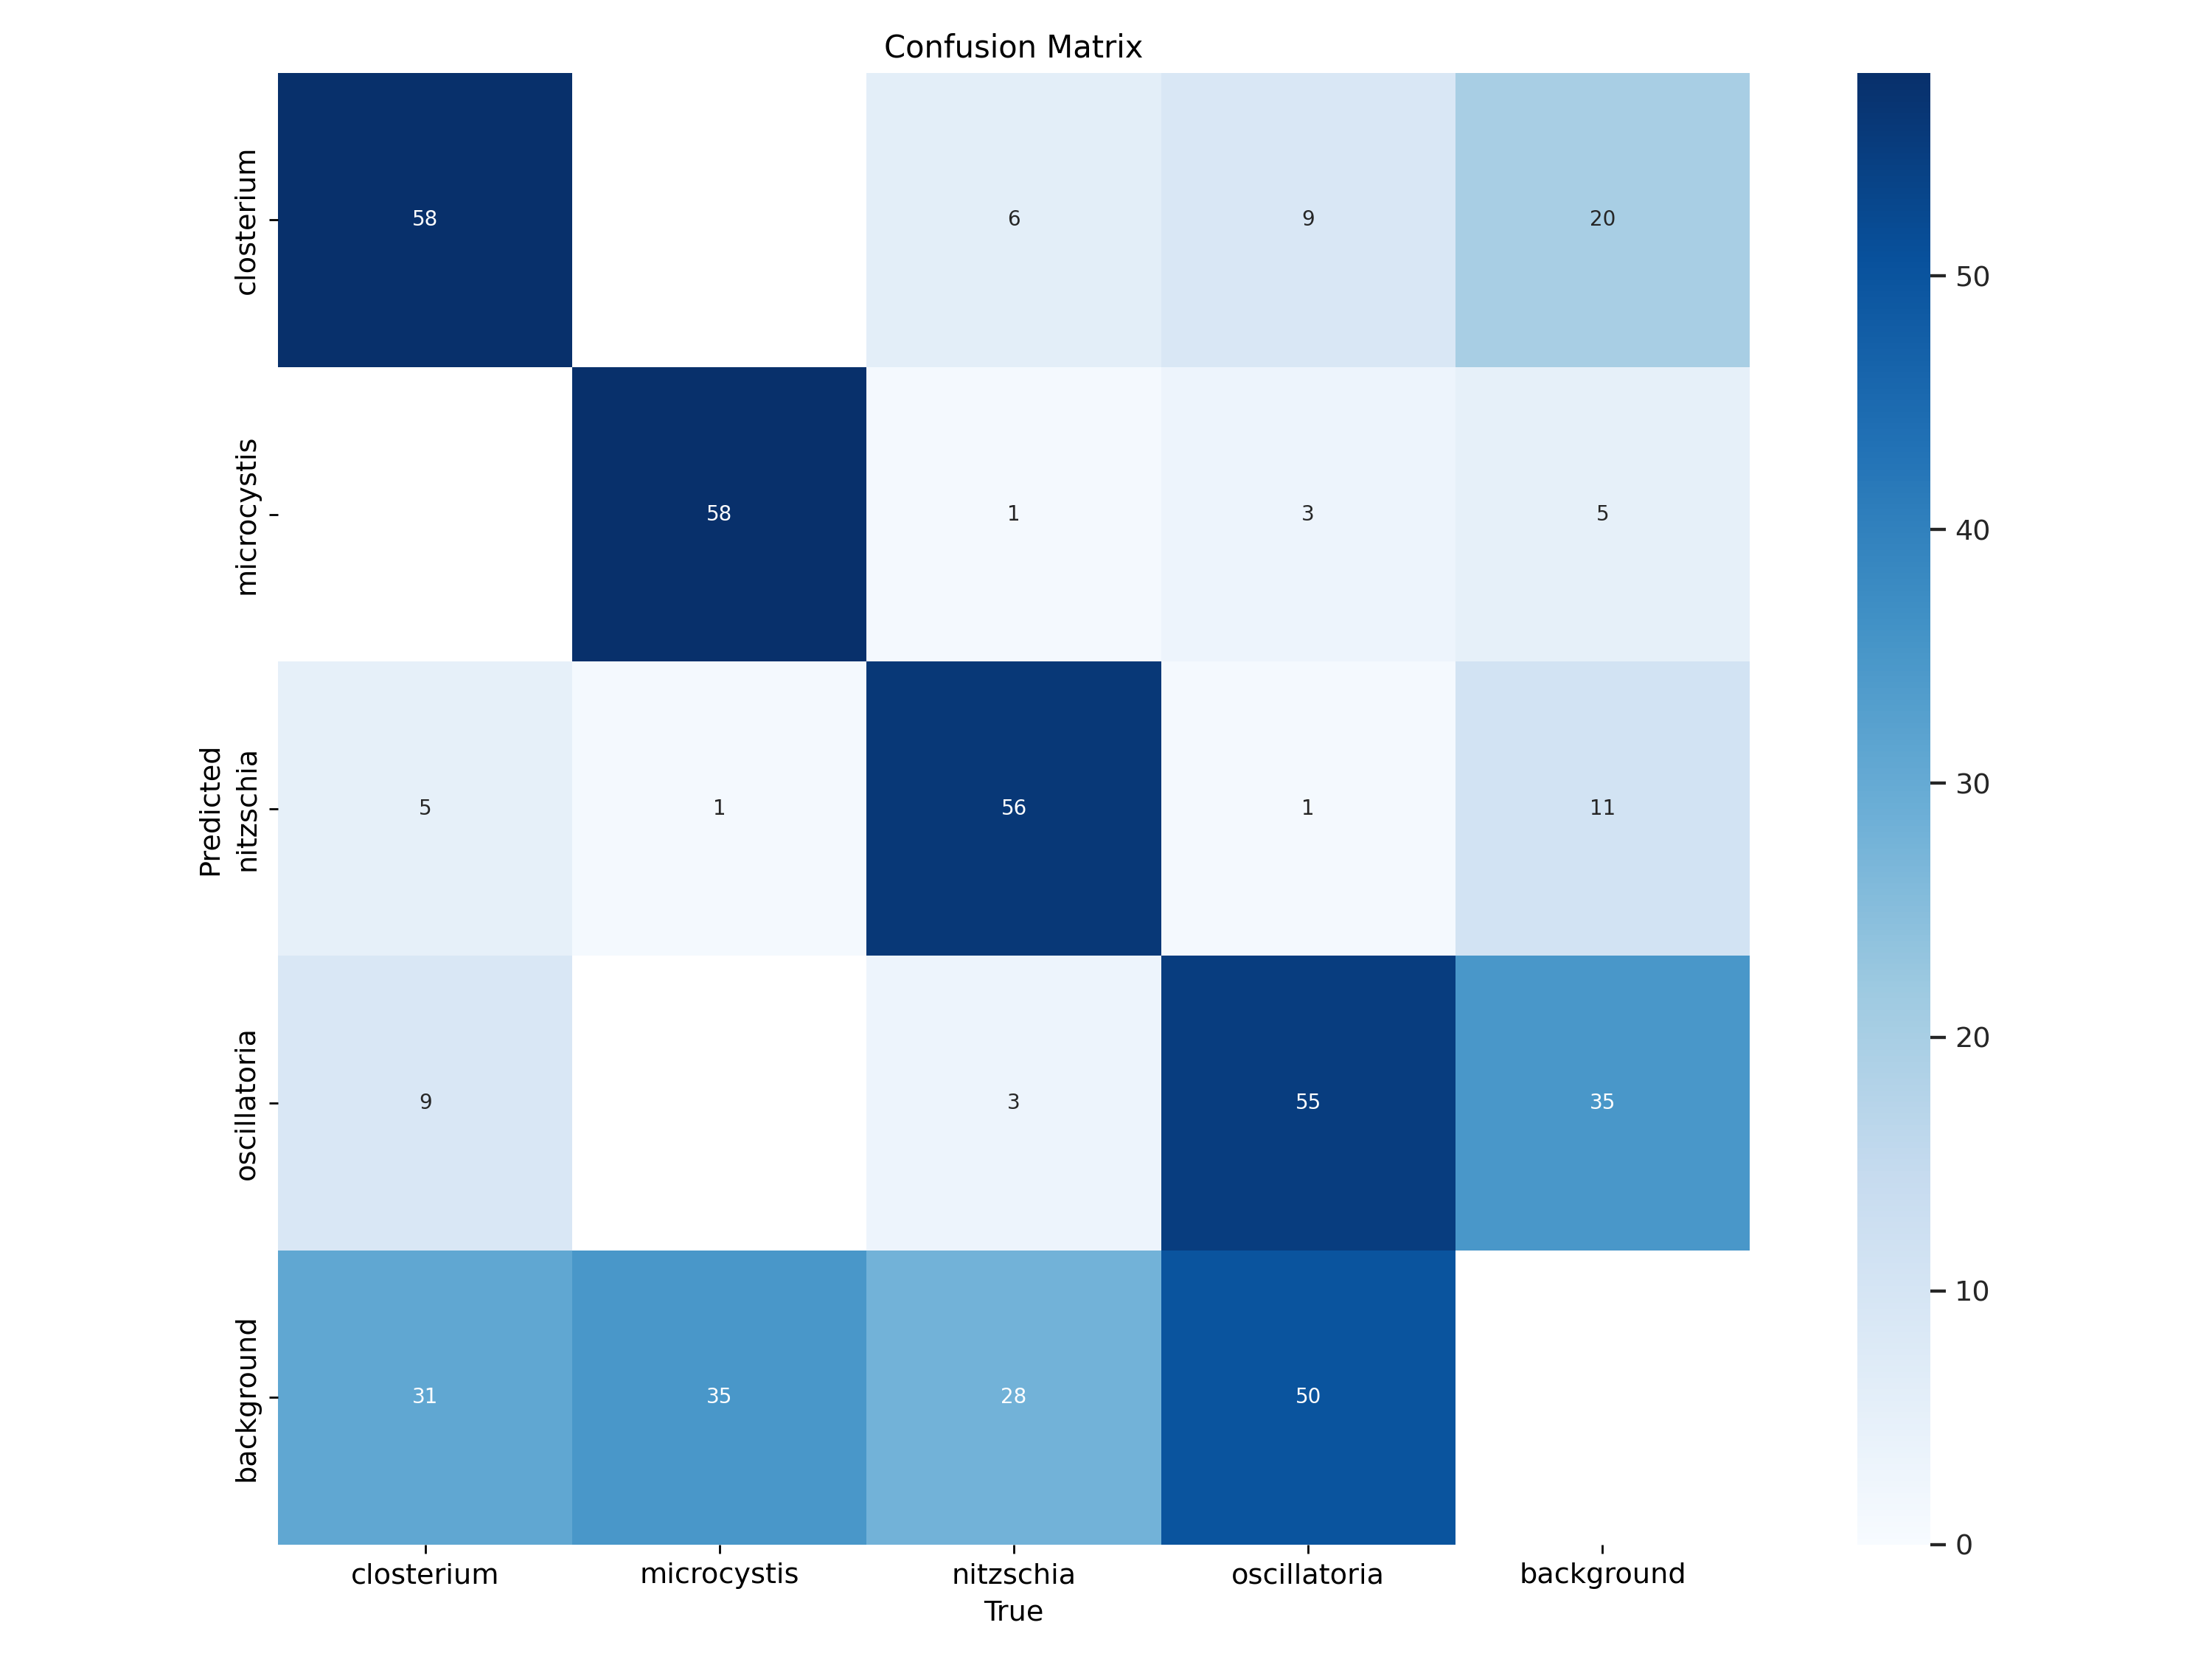 Confusion Matrix
closterium
58
6
9
20
microcystis
58
1
3
5
Predicted
nitzschia
5
1
56
1
11
oscillatoria
9
3
55
35
background
31
35
28
50
closterium
microcystis
nitzschia
oscillatoria
background
True
50
40
30
20
10
0